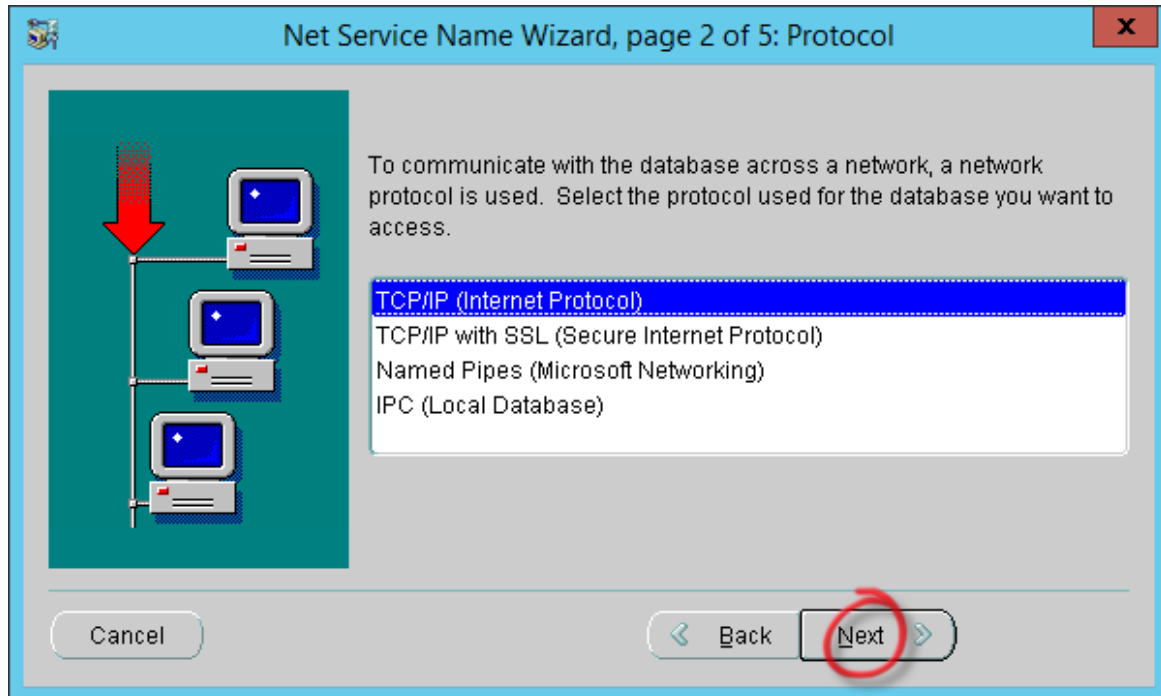 Net Service Name Wizard, page 2 of 5: Protocol
x
To communicate with the database across a network, a network
protocol is used.  Select the protocol used for the database you want to
access.
TCP/IP (Internet Protocol)
TCP/IP with SSL (Secure Internet Protocol)
Named Pipes (Microsoft Networking)
IPC (Local Database)
Cancel
Back
Next